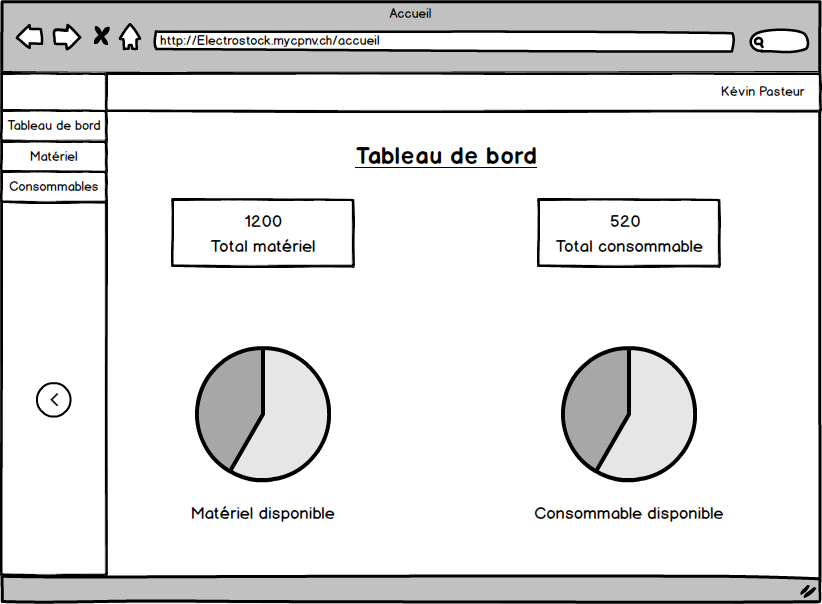 Accueil
http://Electrostock.mycpnv.ch/accueil
Kévin Pasteur
Tableau de bord
Matériel
Consommables
Tableau de bord
1200
Total matériel
520
Total consommable
Matériel disponible
Consommable disponible